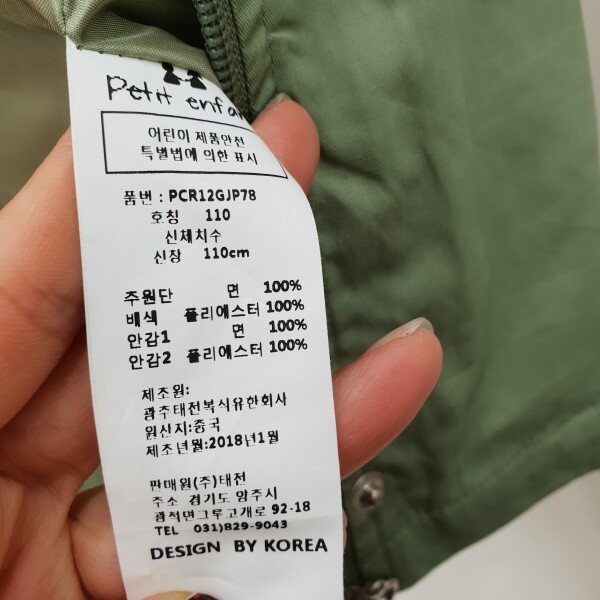 petit enfa
어린이 제품안전
특별법에 의한 표시
품번 : PCR12GJP78
호칭 110
신체치수
신장 110cm
주원단 면 100%
배색 폴리에스터 100%
안감1 면 100%
안감2 폴리에스터 100%
제조원:
광주태전복식유한회사
원산지:중국
제조년월:2018년1월
판매원(주)태전
주소 경기도 양주시
광적면그루고개로 92-18
TEL 031)829-9043
DESIGN BY KOREA